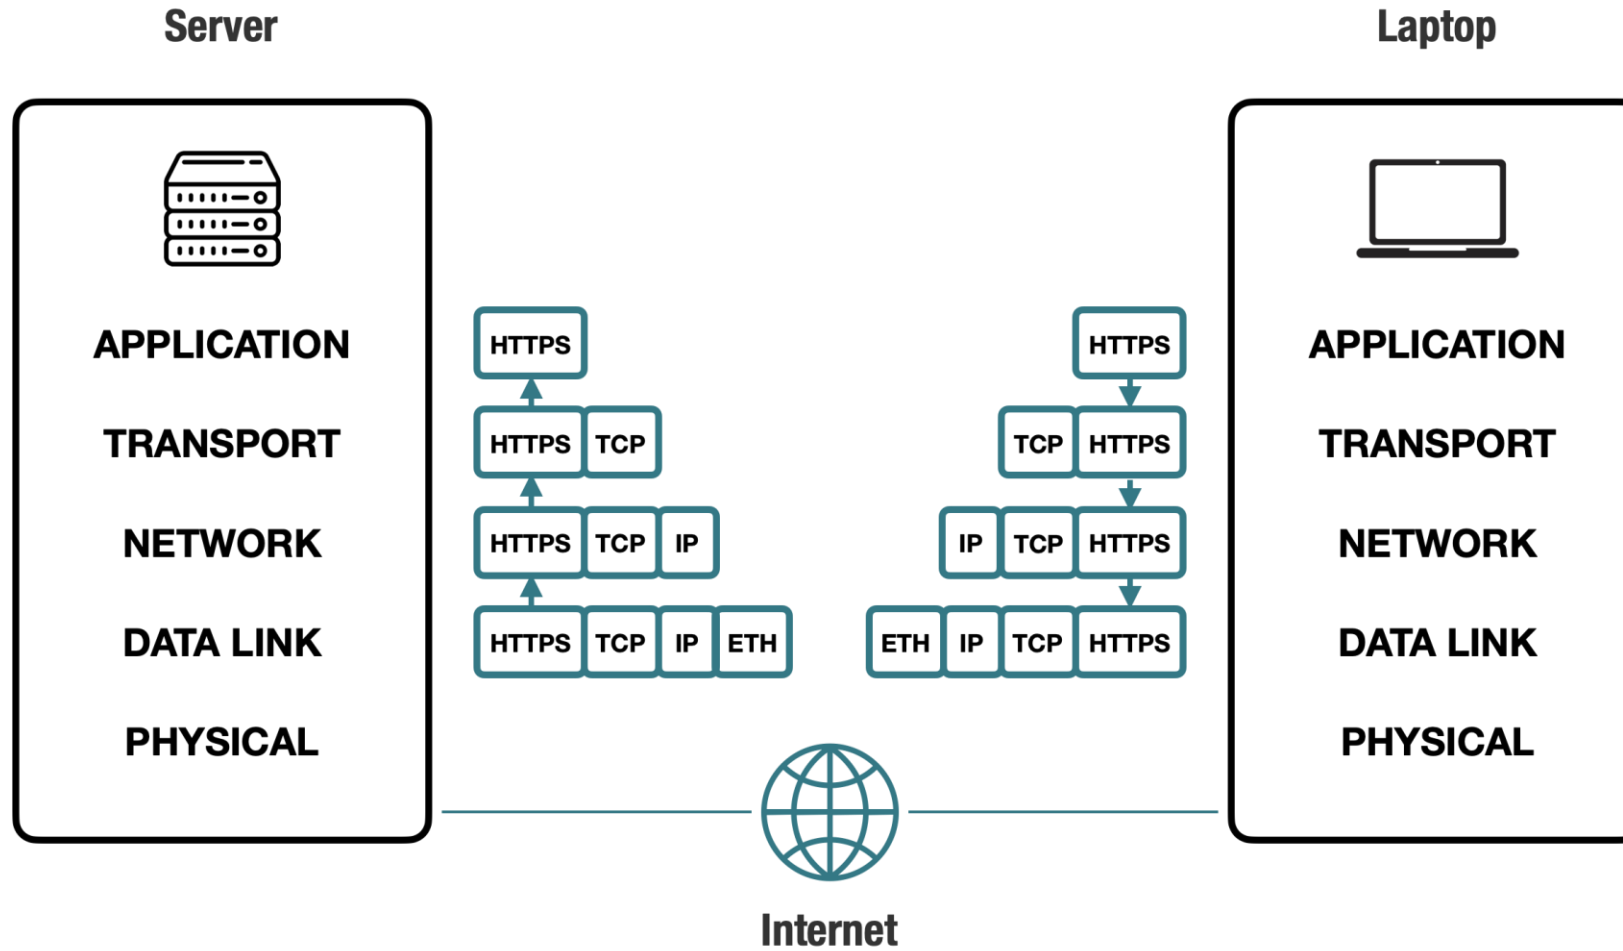 Server
Laptop
APPLICATION
HTTPS
HTTPS
APPLICATION
TRANSPORT
HTTPS TCP
TCP HTTPS
TRANSPORT
NETWORK
HTTPS TCP IP
IP TCP HTTPS
NETWORK
DATA LINK
HTTPS TCP IP ETH
ETH IP TCP HTTPS
DATA LINK
PHYSICAL
PHYSICAL
Internet